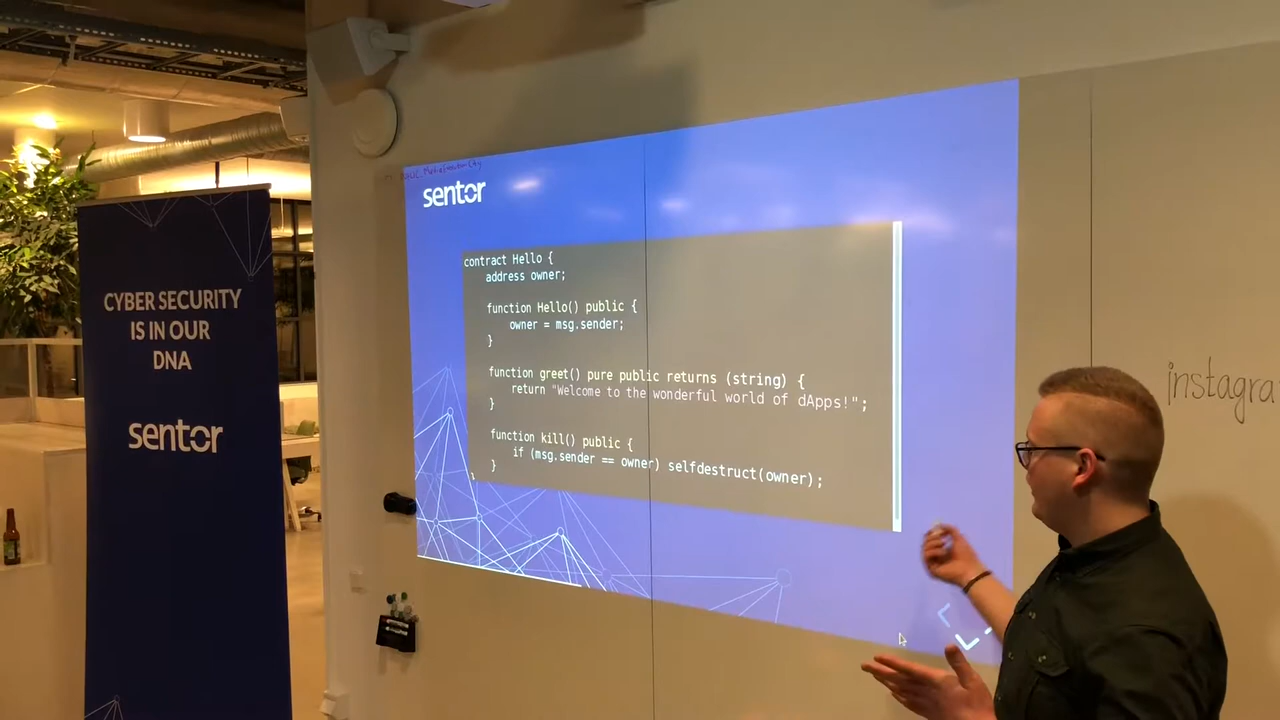 CYBER SECURITY
IS IN OUR
DNA
sentor
sentor
contract Hello {
    address owner;
    function Hello() public {
        owner = msg.sender;
    }
    function greet() pure public returns (string) {
        return "Welcome to the wonderful world of dApps!";
    }
    function kill() public {
        if (msg.sender == owner) selfdestruct(owner);
    }
}
instagra